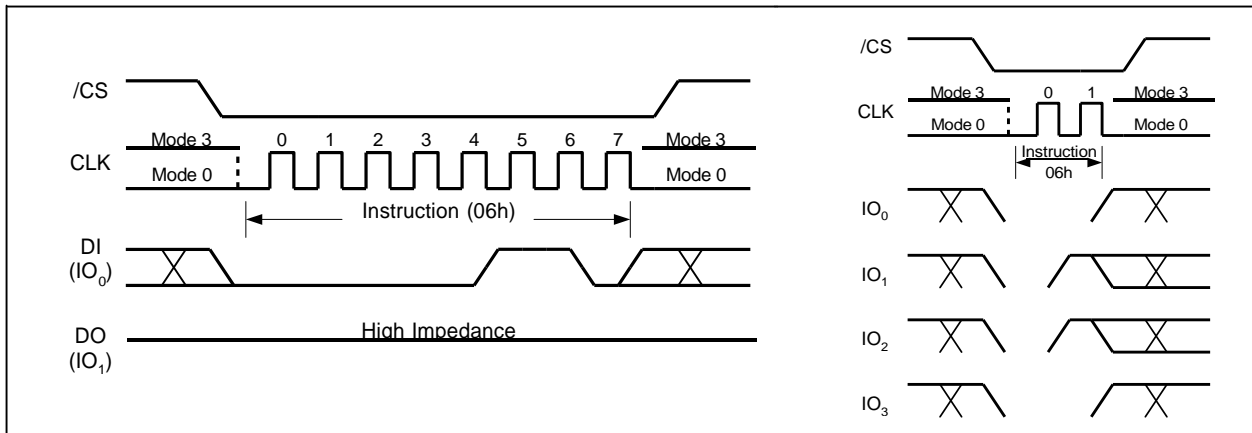 /CS
Mode 3
0 1 2 3 4 5 6 7
Mode 3
CLK
Mode 0
Mode 0
Instruction (06h)
DI
(IO0)
DO
(IO1)
High Impedance
/CS
Mode 3
0 1
Mode 3
CLK
Mode 0
Mode 0
Instruction
06h
IO0
IO1
IO2
IO3